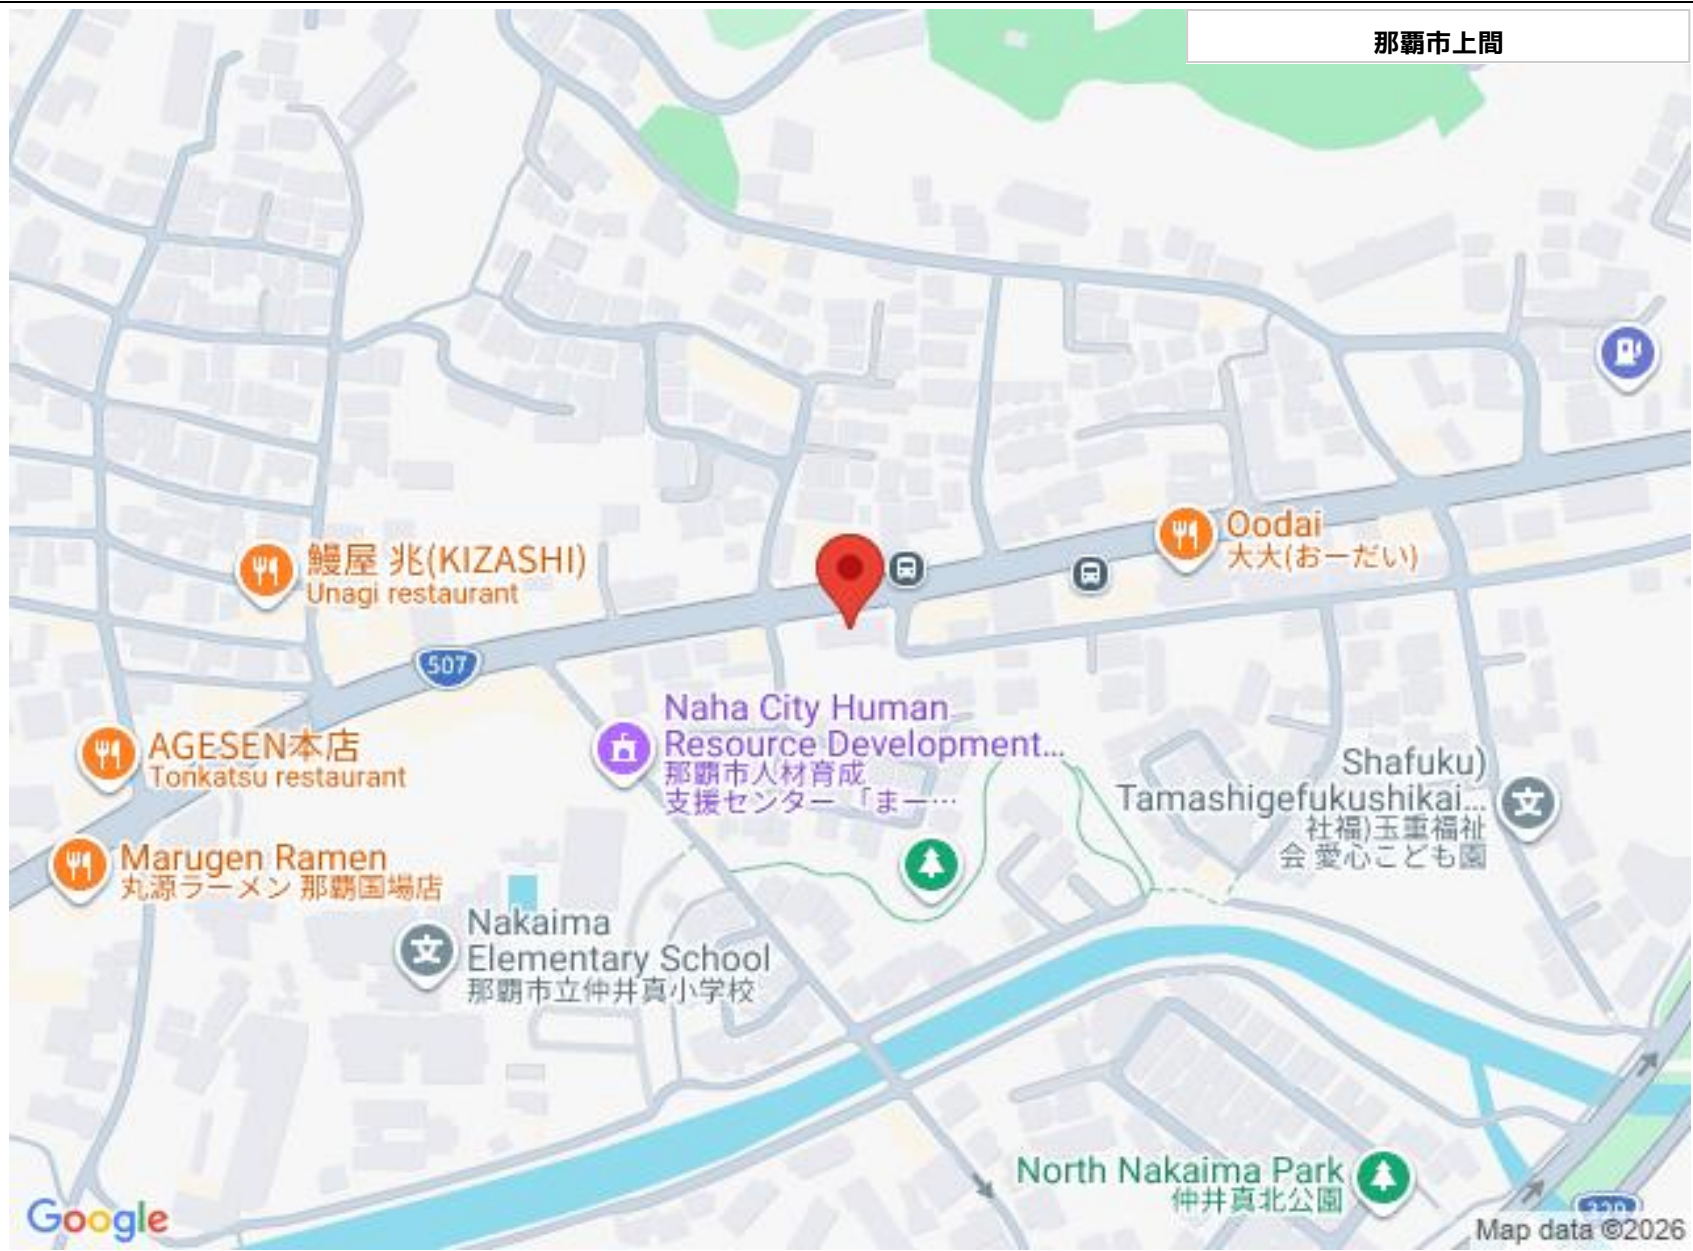 那覇市上間
Oodai
大大(おーだい)
鰻屋 兆(KIZASHI)
Unagi restaurant
507
Naha City Human
Resource Development...
那覇市人材育成
支援センター 「まー…
AGESEN本店
Tonkatsu restaurant
Shafuku)
Tamashigefukushikai...
社福)玉重福祉
会 愛心こども園
文
Marugen Ramen
丸源ラーメン 那覇国場店
文
Nakaima
Elementary School
那覇市立仲井真小学校
North Nakaima Park
仲井真北公園
Google
Map data ©2026